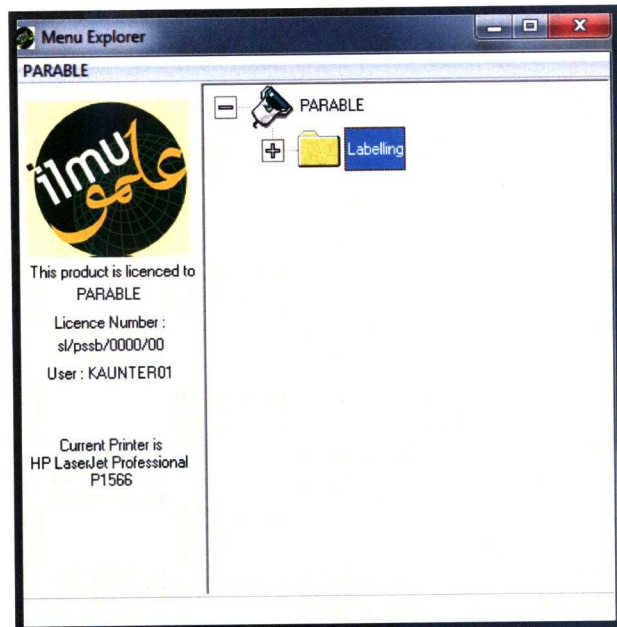 Menu Explorer
PARABLE
ilmu
علمو
This product is licenced to
PARABLE
Licence Number :
sl/pssb/0000/00
User : KAUNTER01
Current Printer is
HP LaserJet Professional
P1566
PARABLE
Labelling